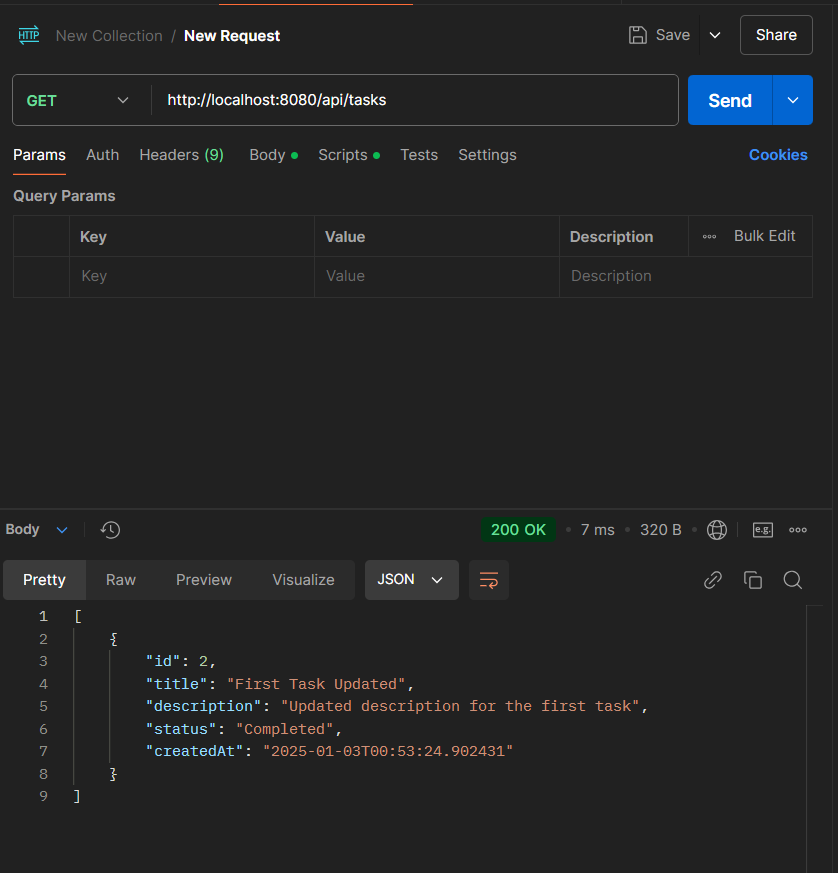 HTTP New Collection / New Request Save Share
GET http://localhost:8080/api/tasks Send
Params Auth Headers (9) Body Scripts Tests Settings Cookies
Query Params
Key Value Description Bulk Edit
Key Value Description
Body 200 OK 7 ms 320 B e.g.
Pretty Raw Preview Visualize JSON
1 [
2 {
3 "id": 2,
4 "title": "First Task Updated",
5 "description": "Updated description for the first task",
6 "status": "Completed",
7 "createdAt": "2025-01-03T00:53:24.902431"
8 }
9 ]